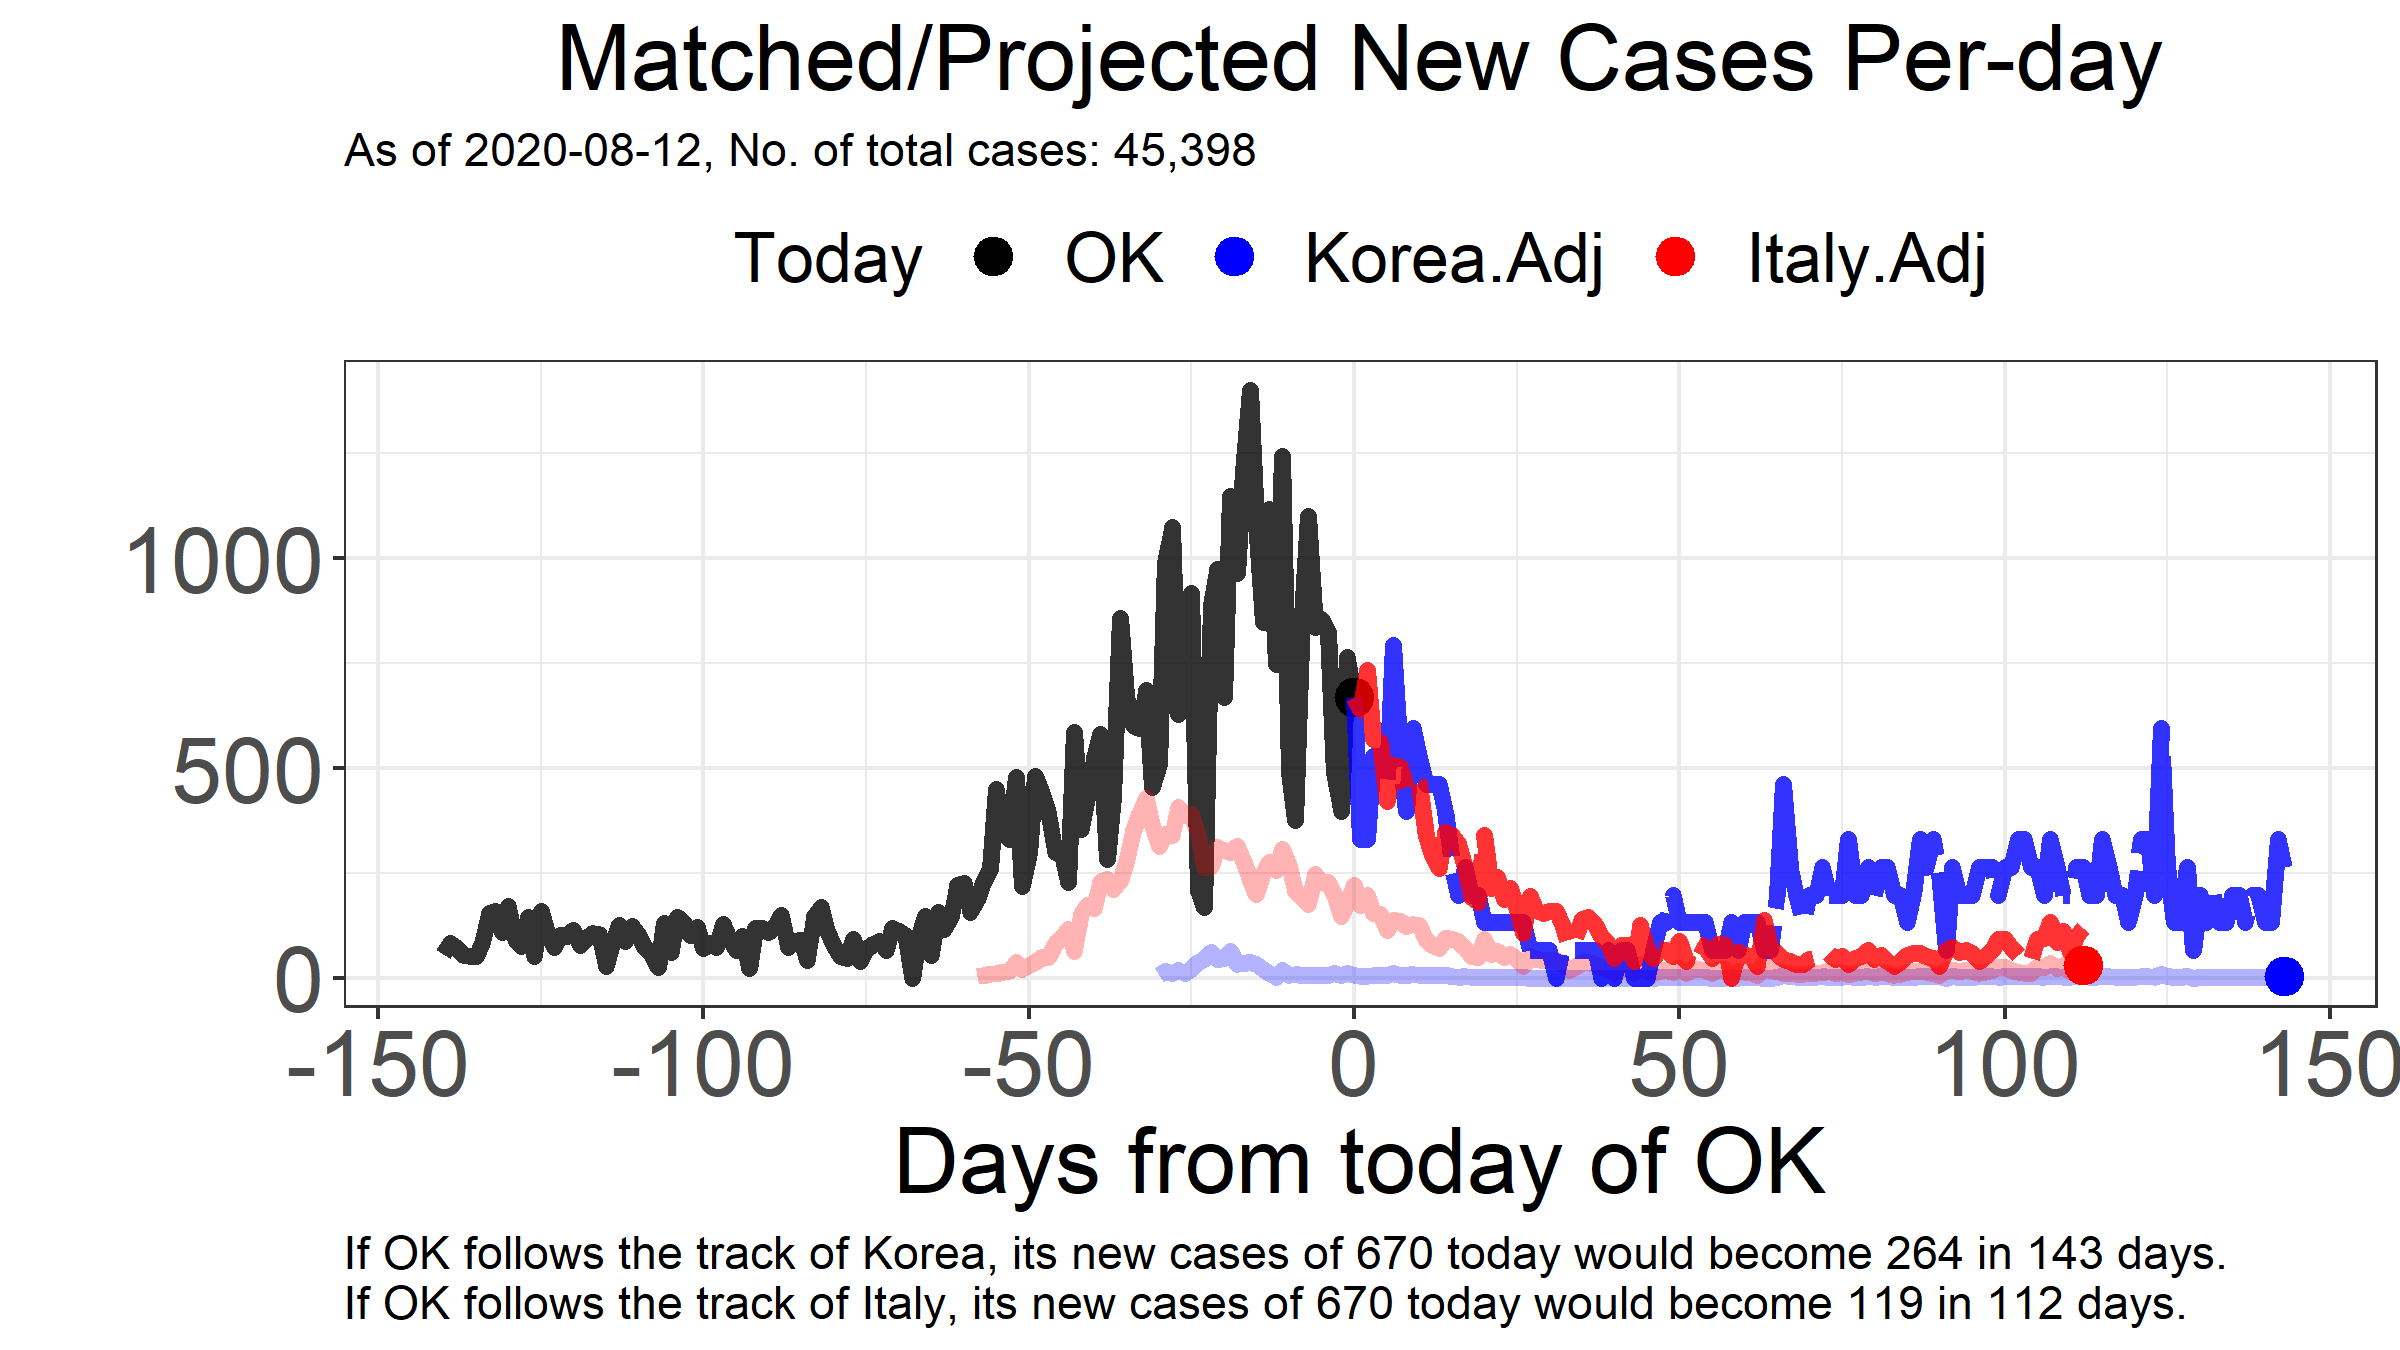 Matched/Projected New Cases Per-day
As of 2020-08-12, No. of total cases: 45,398
Today OK Korea.Adj Italy.Adj
1000
500
0
-150 -100 -50 0 50 100 150
Days from today of OK
If OK follows the track of Korea, its new cases of 670 today would become 264 in 143 days.
If OK follows the track of Italy, its new cases of 670 today would become 119 in 112 days.